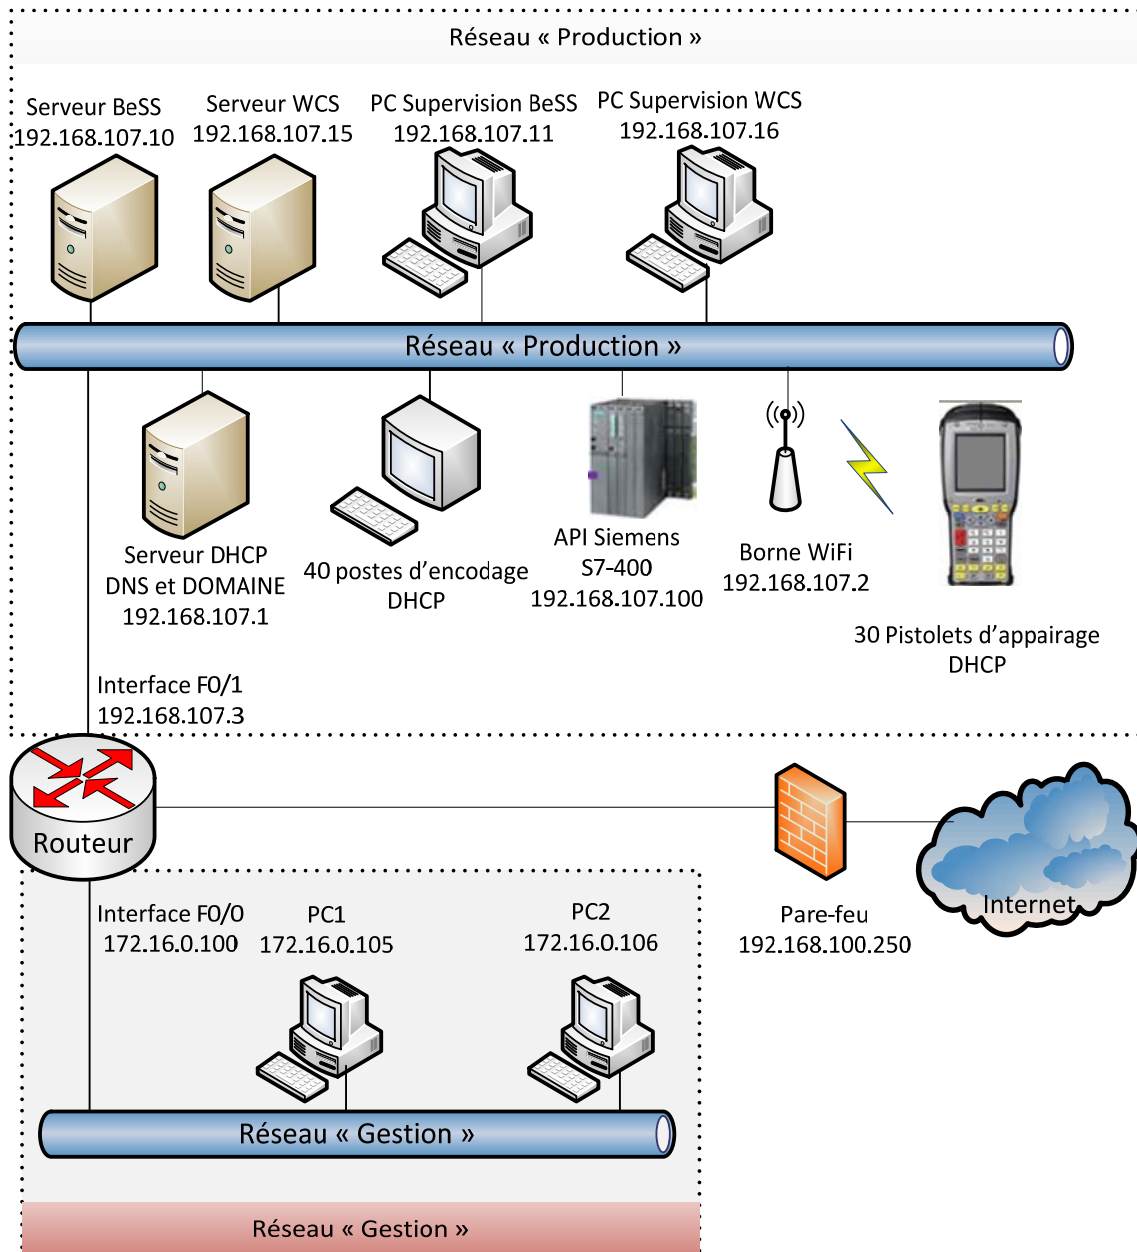 Réseau « Production »
Serveur BeSS
192.168.107.10
Serveur WCS
192.168.107.15
PC Supervision BeSS
192.168.107.11
PC Supervision WCS
192.168.107.16
Réseau « Production »
Serveur DHCP
DNS et DOMAINE
192.168.107.1
40 postes d’encodage
DHCP
API Siemens
S7-400
192.168.107.100
Borne WiFi
192.168.107.2
30 Pistolets d’appairage
DHCP
Interface F0/1
192.168.107.3
Routeur
Pare-feu
192.168.100.250
Internet
Interface F0/0
172.16.0.100
PC1
172.16.0.105
PC2
172.16.0.106
Réseau « Gestion »
Réseau « Gestion »